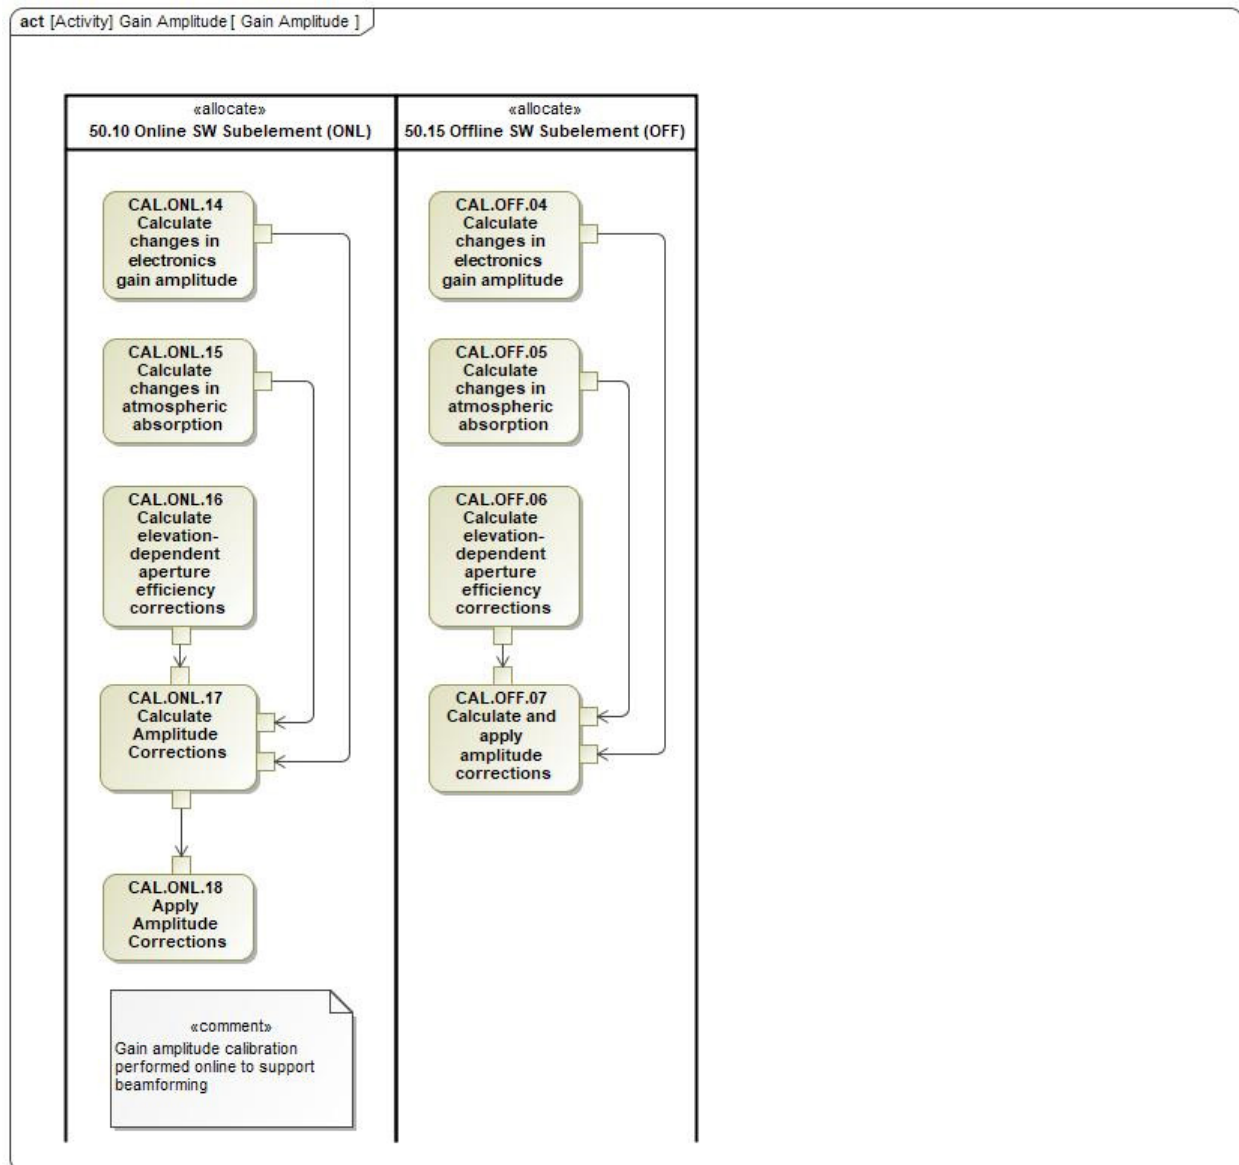 act [Activity] Gain Amplitude [ Gain Amplitude ]
«allocate»
50.10 Online SW Subelement (ONL)
«allocate»
50.15 Offline SW Subelement (OFF)
CAL.ONL.14
Calculate
changes in
electronics
gain amplitude
CAL.ONL.15
Calculate
changes in
atmospheric
absorption
CAL.ONL.16
Calculate
elevation-
dependent
aperture
efficiency
corrections
CAL.ONL.17
Calculate
Amplitude
Corrections
CAL.ONL.18
Apply
Amplitude
Corrections
«comment»
Gain amplitude calibration
performed online to support
beamforming
CAL.OFF.04
Calculate
changes in
electronics
gain amplitude
CAL.OFF.05
Calculate
changes in
atmospheric
absorption
CAL.OFF.06
Calculate
elevation-
dependent
aperture
efficiency
corrections
CAL.OFF.07
Calculate and
apply
amplitude
corrections